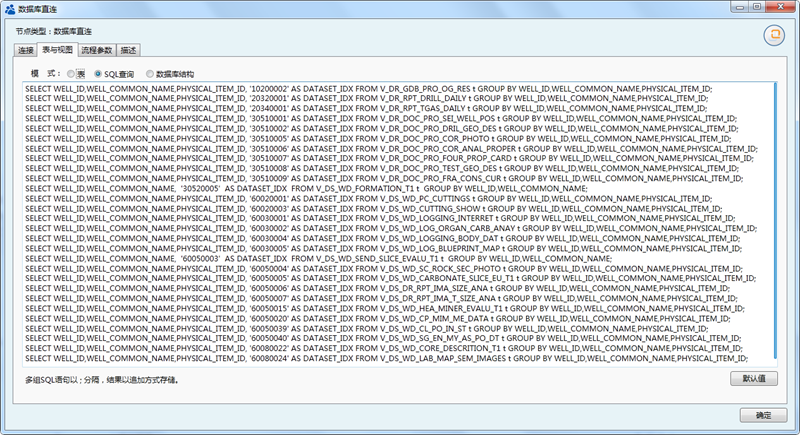 数据库直连
节点类型：数据库直连
连接 表与视图 流程参数 描述
模 式： 表 SQL查询 数据库结构
SELECT WELL_ID,WELL_COMMON_NAME,PHYSICAL_ITEM_ID, '10200002' AS DATASET_IDX FROM V_DR_GDB_PRO_OG_RES t GROUP BY WELL_ID,WELL_COMMON_NAME,PHYSICAL_ITEM_ID;
SELECT WELL_ID,WELL_COMMON_NAME,PHYSICAL_ITEM_ID, '20320001' AS DATASET_IDX FROM V_DR_RPT_DRILL_DAILY t GROUP BY WELL_ID,WELL_COMMON_NAME,PHYSICAL_ITEM_ID;
SELECT WELL_ID,WELL_COMMON_NAME,PHYSICAL_ITEM_ID, '20340001' AS DATASET_IDX FROM V_DR_RPT_TGAS_DAILY t GROUP BY WELL_ID,WELL_COMMON_NAME,PHYSICAL_ITEM_ID;
SELECT WELL_ID,WELL_COMMON_NAME,PHYSICAL_ITEM_ID, '30510001' AS DATASET_IDX FROM V_DR_DOC_PRO_SEI_WELL_POS t GROUP BY WELL_ID,WELL_COMMON_NAME,PHYSICAL_ITEM_ID;
SELECT WELL_ID,WELL_COMMON_NAME,PHYSICAL_ITEM_ID, '30510002' AS DATASET_IDX FROM V_DR_DOC_PRO_DRIL_GEO_DES t GROUP BY WELL_ID,WELL_COMMON_NAME,PHYSICAL_ITEM_ID;
SELECT WELL_ID,WELL_COMMON_NAME,PHYSICAL_ITEM_ID, '30510005' AS DATASET_IDX FROM V_DR_DOC_PRO_COR_PHOTO t GROUP BY WELL_ID,WELL_COMMON_NAME,PHYSICAL_ITEM_ID;
SELECT WELL_ID,WELL_COMMON_NAME,PHYSICAL_ITEM_ID, '30510006' AS DATASET_IDX FROM V_DR_DOC_PRO_COR_ANAL_PROPER t GROUP BY WELL_ID,WELL_COMMON_NAME,PHYSICAL_ITEM_ID;
SELECT WELL_ID,WELL_COMMON_NAME,PHYSICAL_ITEM_ID, '30510007' AS DATASET_IDX FROM V_DR_DOC_PRO_FOUR_PROP_CARD t GROUP BY WELL_ID,WELL_COMMON_NAME,PHYSICAL_ITEM_ID;
SELECT WELL_ID,WELL_COMMON_NAME,PHYSICAL_ITEM_ID, '30510008' AS DATASET_IDX FROM V_DR_DOC_PRO_TEST_GEO_DES t GROUP BY WELL_ID,WELL_COMMON_NAME,PHYSICAL_ITEM_ID;
SELECT WELL_ID,WELL_COMMON_NAME,PHYSICAL_ITEM_ID, '30510009' AS DATASET_IDX FROM V_DR_DOC_PRO_FRA_CONS_CUR t GROUP BY WELL_ID,WELL_COMMON_NAME,PHYSICAL_ITEM_ID;
SELECT WELL_ID,WELL_COMMON_NAME, '30520005' AS DATASET_IDX FROM V_DS_WD_FORMATION_T1 t GROUP BY WELL_ID,WELL_COMMON_NAME;
SELECT WELL_ID,WELL_COMMON_NAME,PHYSICAL_ITEM_ID, '60020001' AS DATASET_IDX FROM V_DS_WD_PC_CUTTINGS t GROUP BY WELL_ID,WELL_COMMON_NAME,PHYSICAL_ITEM_ID;
SELECT WELL_ID,WELL_COMMON_NAME,PHYSICAL_ITEM_ID, '60020003' AS DATASET_IDX FROM V_DS_WD_CUTTING_SHOW t GROUP BY WELL_ID,WELL_COMMON_NAME,PHYSICAL_ITEM_ID;
SELECT WELL_ID,WELL_COMMON_NAME,PHYSICAL_ITEM_ID, '60030001' AS DATASET_IDX FROM V_DS_WD_LOGGING_INTERRET t GROUP BY WELL_ID,WELL_COMMON_NAME,PHYSICAL_ITEM_ID;
SELECT WELL_ID,WELL_COMMON_NAME,PHYSICAL_ITEM_ID, '60030002' AS DATASET_IDX FROM V_DS_WD_LOG_ORGAN_CARB_ANAY t GROUP BY WELL_ID,WELL_COMMON_NAME,PHYSICAL_ITEM_ID;
SELECT WELL_ID,WELL_COMMON_NAME,PHYSICAL_ITEM_ID, '60030004' AS DATASET_IDX FROM V_DS_WD_LOGGING_BODY_DAT t GROUP BY WELL_ID,WELL_COMMON_NAME,PHYSICAL_ITEM_ID;
SELECT WELL_ID,WELL_COMMON_NAME,PHYSICAL_ITEM_ID, '60030005' AS DATASET_IDX FROM V_DS_WD_LOG_BLUEPRINT_MAP t GROUP BY WELL_ID,WELL_COMMON_NAME,PHYSICAL_ITEM_ID;
SELECT WELL_ID,WELL_COMMON_NAME, '60050003' AS DATASET_IDX FROM V_DS_WD_SEND_SLICE_EVALU_T1 t GROUP BY WELL_ID,WELL_COMMON_NAME;
SELECT WELL_ID,WELL_COMMON_NAME,PHYSICAL_ITEM_ID, '60050004' AS DATASET_IDX FROM V_DS_WD_SC_ROCK_SEC_PHOTO t GROUP BY WELL_ID,WELL_COMMON_NAME,PHYSICAL_ITEM_ID;
SELECT WELL_ID,WELL_COMMON_NAME,PHYSICAL_ITEM_ID, '60050005' AS DATASET_IDX FROM V_DS_WD_CARBONATE_SLICE_EU_T1 t GROUP BY WELL_ID,WELL_COMMON_NAME,PHYSICAL_ITEM_ID;
SELECT WELL_ID,WELL_COMMON_NAME,PHYSICAL_ITEM_ID, '60050006' AS DATASET_IDX FROM V_DS_DR_RPT_IMA_SIZE_ANA t GROUP BY WELL_ID,WELL_COMMON_NAME,PHYSICAL_ITEM_ID;
SELECT WELL_ID,WELL_COMMON_NAME,PHYSICAL_ITEM_ID, '60050007' AS DATASET_IDX FROM V_DS_WD_RPT_IMA_T_SIZE_ANA t GROUP BY WELL_ID,WELL_COMMON_NAME,PHYSICAL_ITEM_ID;
SELECT WELL_ID,WELL_COMMON_NAME,PHYSICAL_ITEM_ID, '60050015' AS DATASET_IDX FROM V_DS_WD_HEA_MINER_EVALU_T1 t GROUP BY WELL_ID,WELL_COMMON_NAME,PHYSICAL_ITEM_ID;
SELECT WELL_ID,WELL_COMMON_NAME,PHYSICAL_ITEM_ID, '60050020' AS DATASET_IDX FROM V_DS_WD_CP_MIM_ME_DATA t GROUP BY WELL_ID,WELL_COMMON_NAME,PHYSICAL_ITEM_ID;
SELECT WELL_ID,WELL_COMMON_NAME,PHYSICAL_ITEM_ID, '60050039' AS DATASET_IDX FROM V_DS_WD_CL_PO_IN_ST t GROUP BY WELL_ID,WELL_COMMON_NAME,PHYSICAL_ITEM_ID;
SELECT WELL_ID,WELL_COMMON_NAME,PHYSICAL_ITEM_ID, '60050040' AS DATASET_IDX FROM V_DS_WD_SG_EN_MY_AS_PO_DT t GROUP BY WELL_ID,WELL_COMMON_NAME,PHYSICAL_ITEM_ID;
SELECT WELL_ID,WELL_COMMON_NAME,PHYSICAL_ITEM_ID, '60080022' AS DATASET_IDX FROM V_DS_WD_CORE_DESCRITION_T1 t GROUP BY WELL_ID,WELL_COMMON_NAME,PHYSICAL_ITEM_ID;
SELECT WELL_ID,WELL_COMMON_NAME,PHYSICAL_ITEM_ID, '60080024' AS DATASET_IDX FROM V_DS_WD_LAB_MAP_SEM_IMAGES t GROUP BY WELL_ID,WELL_COMMON_NAME,PHYSICAL_ITEM_ID;
多组SQL语句以 ; 分隔，结果以追加方式存储。
默认值
确定